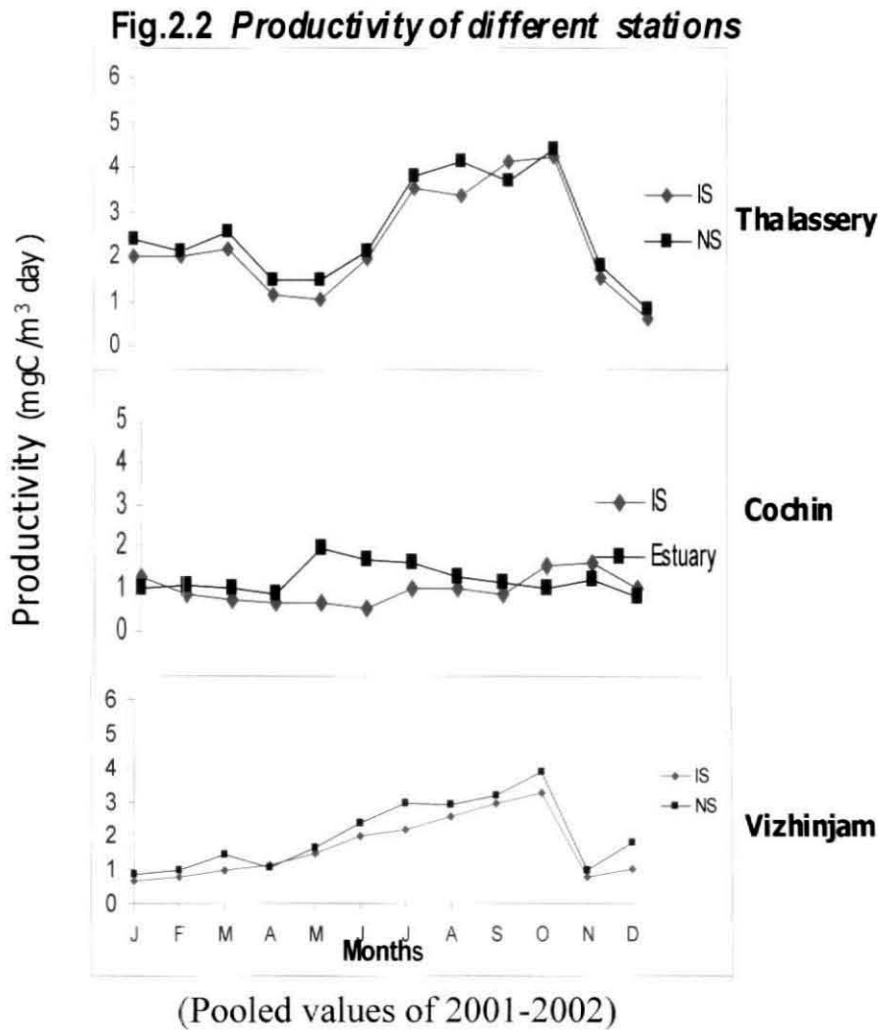 Fig.2.2 Productivity of different stations
Productivity (mgC /m³ day )
6
5
4
3
2
1
0
IS
NS
Thalassery
5
4
3
2
1
0
IS
Estuary
Cochin
6
5
4
3
2
1
0
IS
NS
Vizhinjam
J F M A M J J A S O N D
Months
(Pooled values of 2001-2002)